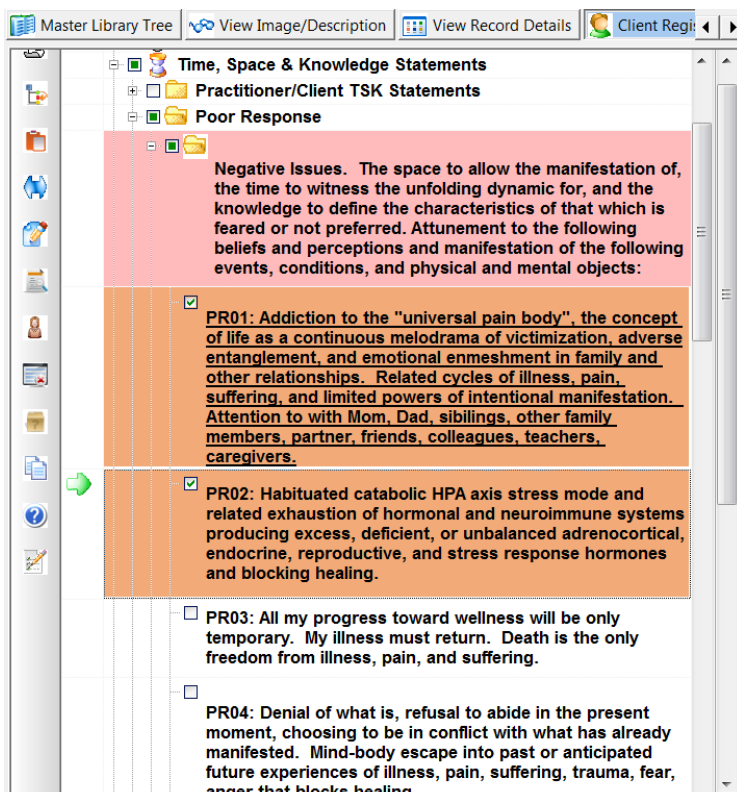 Master Library Tree View Image/Description View Record Details Client Regis
Time, Space & Knowledge Statements
Practitioner/Client TSK Statements
Poor Response
Negative Issues. The space to allow the manifestation of,
the time to witness the unfolding dynamic for, and the
knowledge to define the characteristics of that which is
feared or not preferred. Attunement to the following
beliefs and perceptions and manifestation of the following
events, conditions, and physical and mental objects:
PR01: Addiction to the "universal pain body", the concept
of life as a continuous melodrama of victimization, adverse
entanglement, and emotional enmeshment in family and
other relationships. Related cycles of illness, pain,
suffering, and limited powers of intentional manifestation.
Attention to with Mom, Dad, sibilings, other family
members, partner, friends, colleagues, teachers,
caregivers.
PR02: Habituated catabolic HPA axis stress mode and
related exhaustion of hormonal and neuroimmune systems
producing excess, deficient, or unbalanced adrenocortical,
endocrine, reproductive, and stress response hormones
and blocking healing.
PR03: All my progress toward wellness will be only
temporary. My illness must return. Death is the only
freedom from illness, pain, and suffering.
PR04: Denial of what is, refusal to abide in the present
moment, choosing to be in conflict with what has already
manifested. Mind-body escape into past or anticipated
future experiences of illness, pain, suffering, trauma, fear,
anger that blocks healing